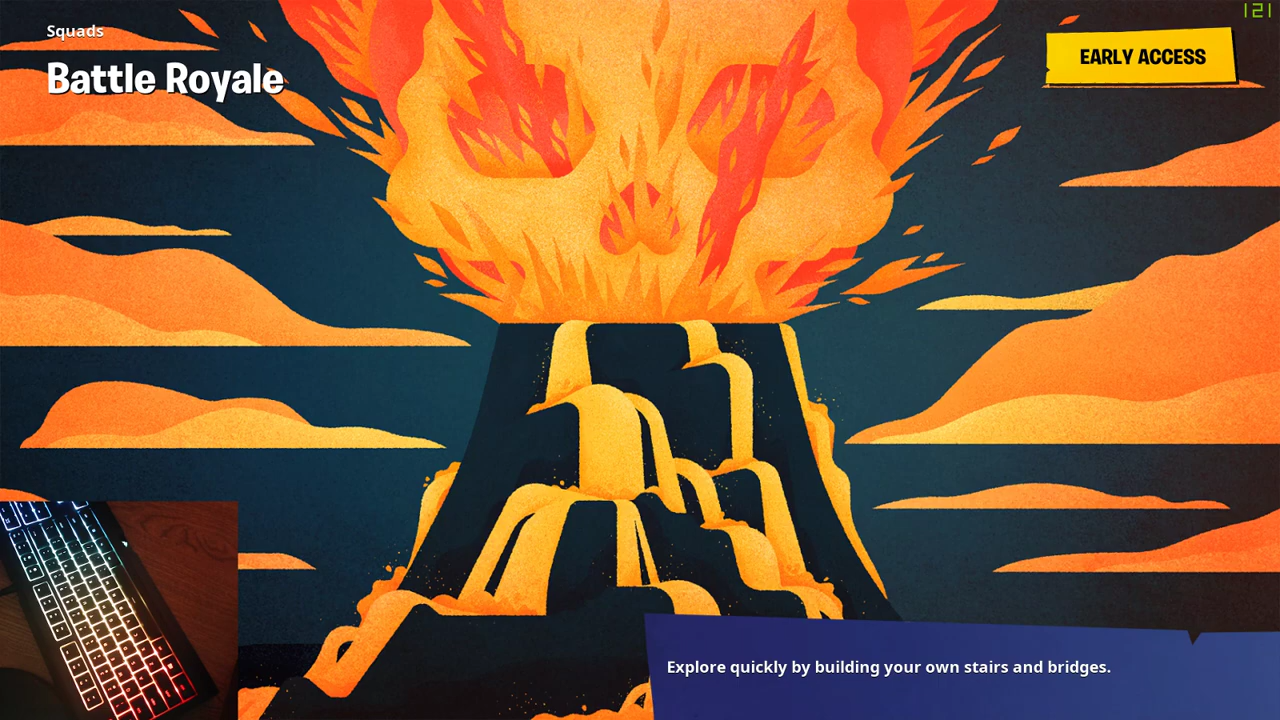 Squads
Battle Royale
121
EARLY ACCESS
Explore quickly by building your own stairs and bridges.